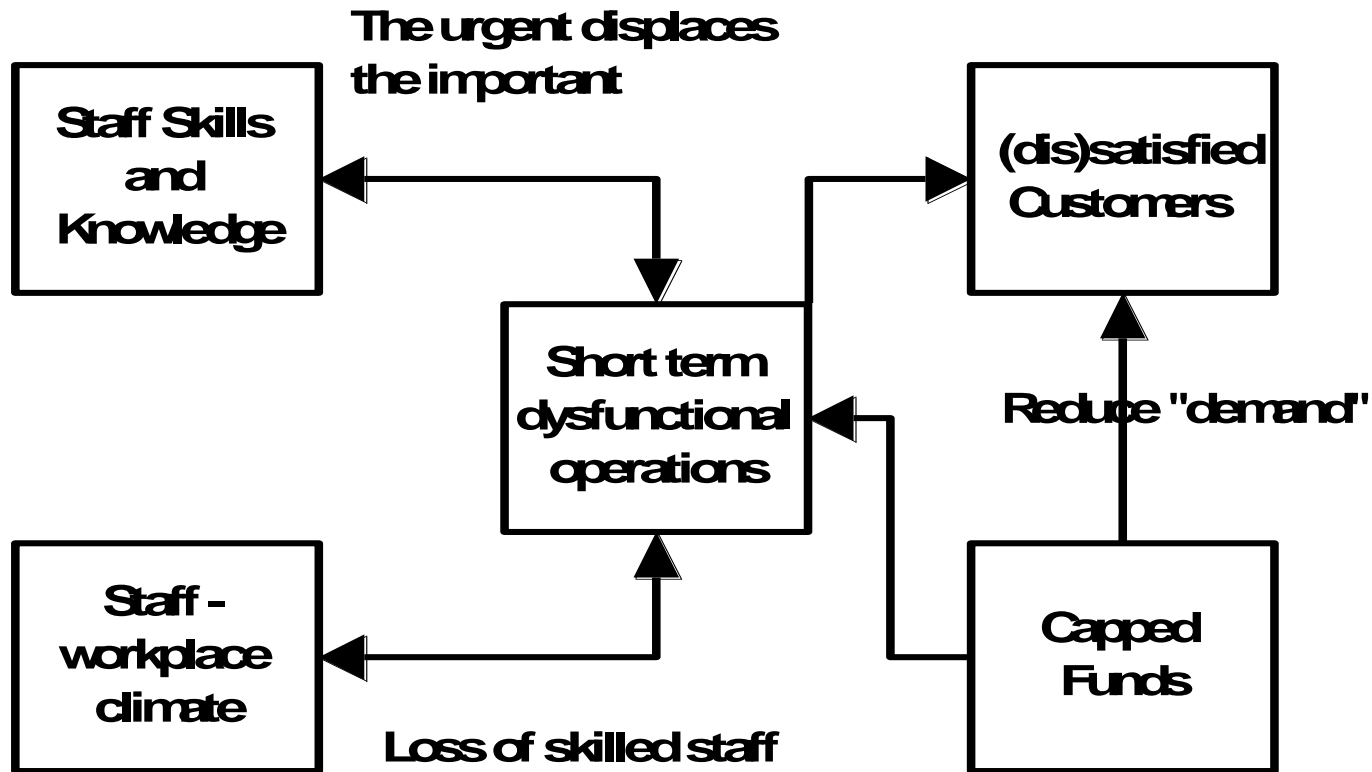 The urgent displaces
the important
Staff Skills
and
Knowledge
(dis)satisfied
Customers
Short term
dysfunctional
operations
Reduce "demand"
Staff -
workplace
climate
Capped
Funds
Loss of skilled staff